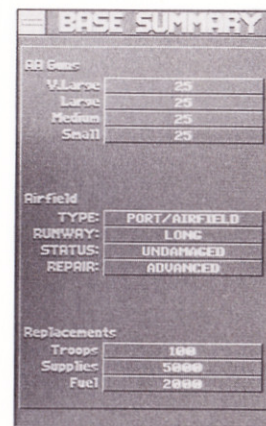 BASE SUMMARY
AA Guns
V.Large 25
Large 25
Medium 25
Small 25
Airfield
TYPE: PORT/AIRFIELD
RUNWAY: LONG
STATUS: UNDAMAGED
REPAIR: ADVANCED
Replacements
Troops 100
Supplies 5000
Fuel 2000